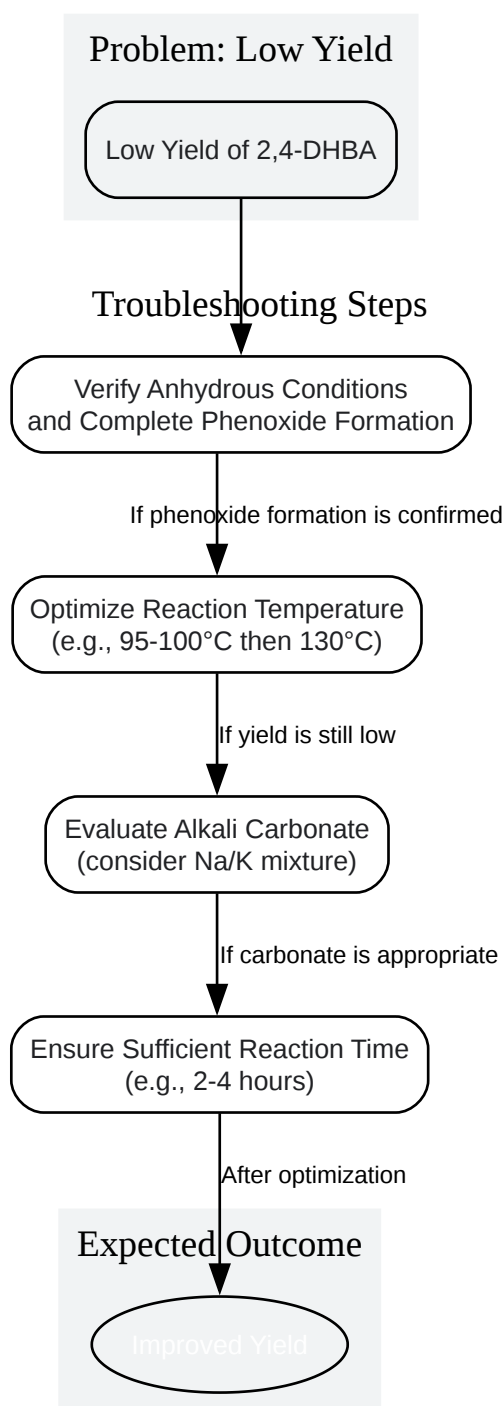 Problem: Low Yield
Low Yield of 2,4-DHBA
Troubleshooting Steps
Verify Anhydrous Conditions
and Complete Phenoxide Formation
If phenoxide formation is confirmed
Optimize Reaction Temperature
(e.g., 95-100°C then 130°C)
If yield is still low
Evaluate Alkali Carbonate
(consider Na/K mixture)
If carbonate is appropriate
Ensure Sufficient Reaction Time
(e.g., 2-4 hours)
After optimization
Expected Outcome
Improved Yield